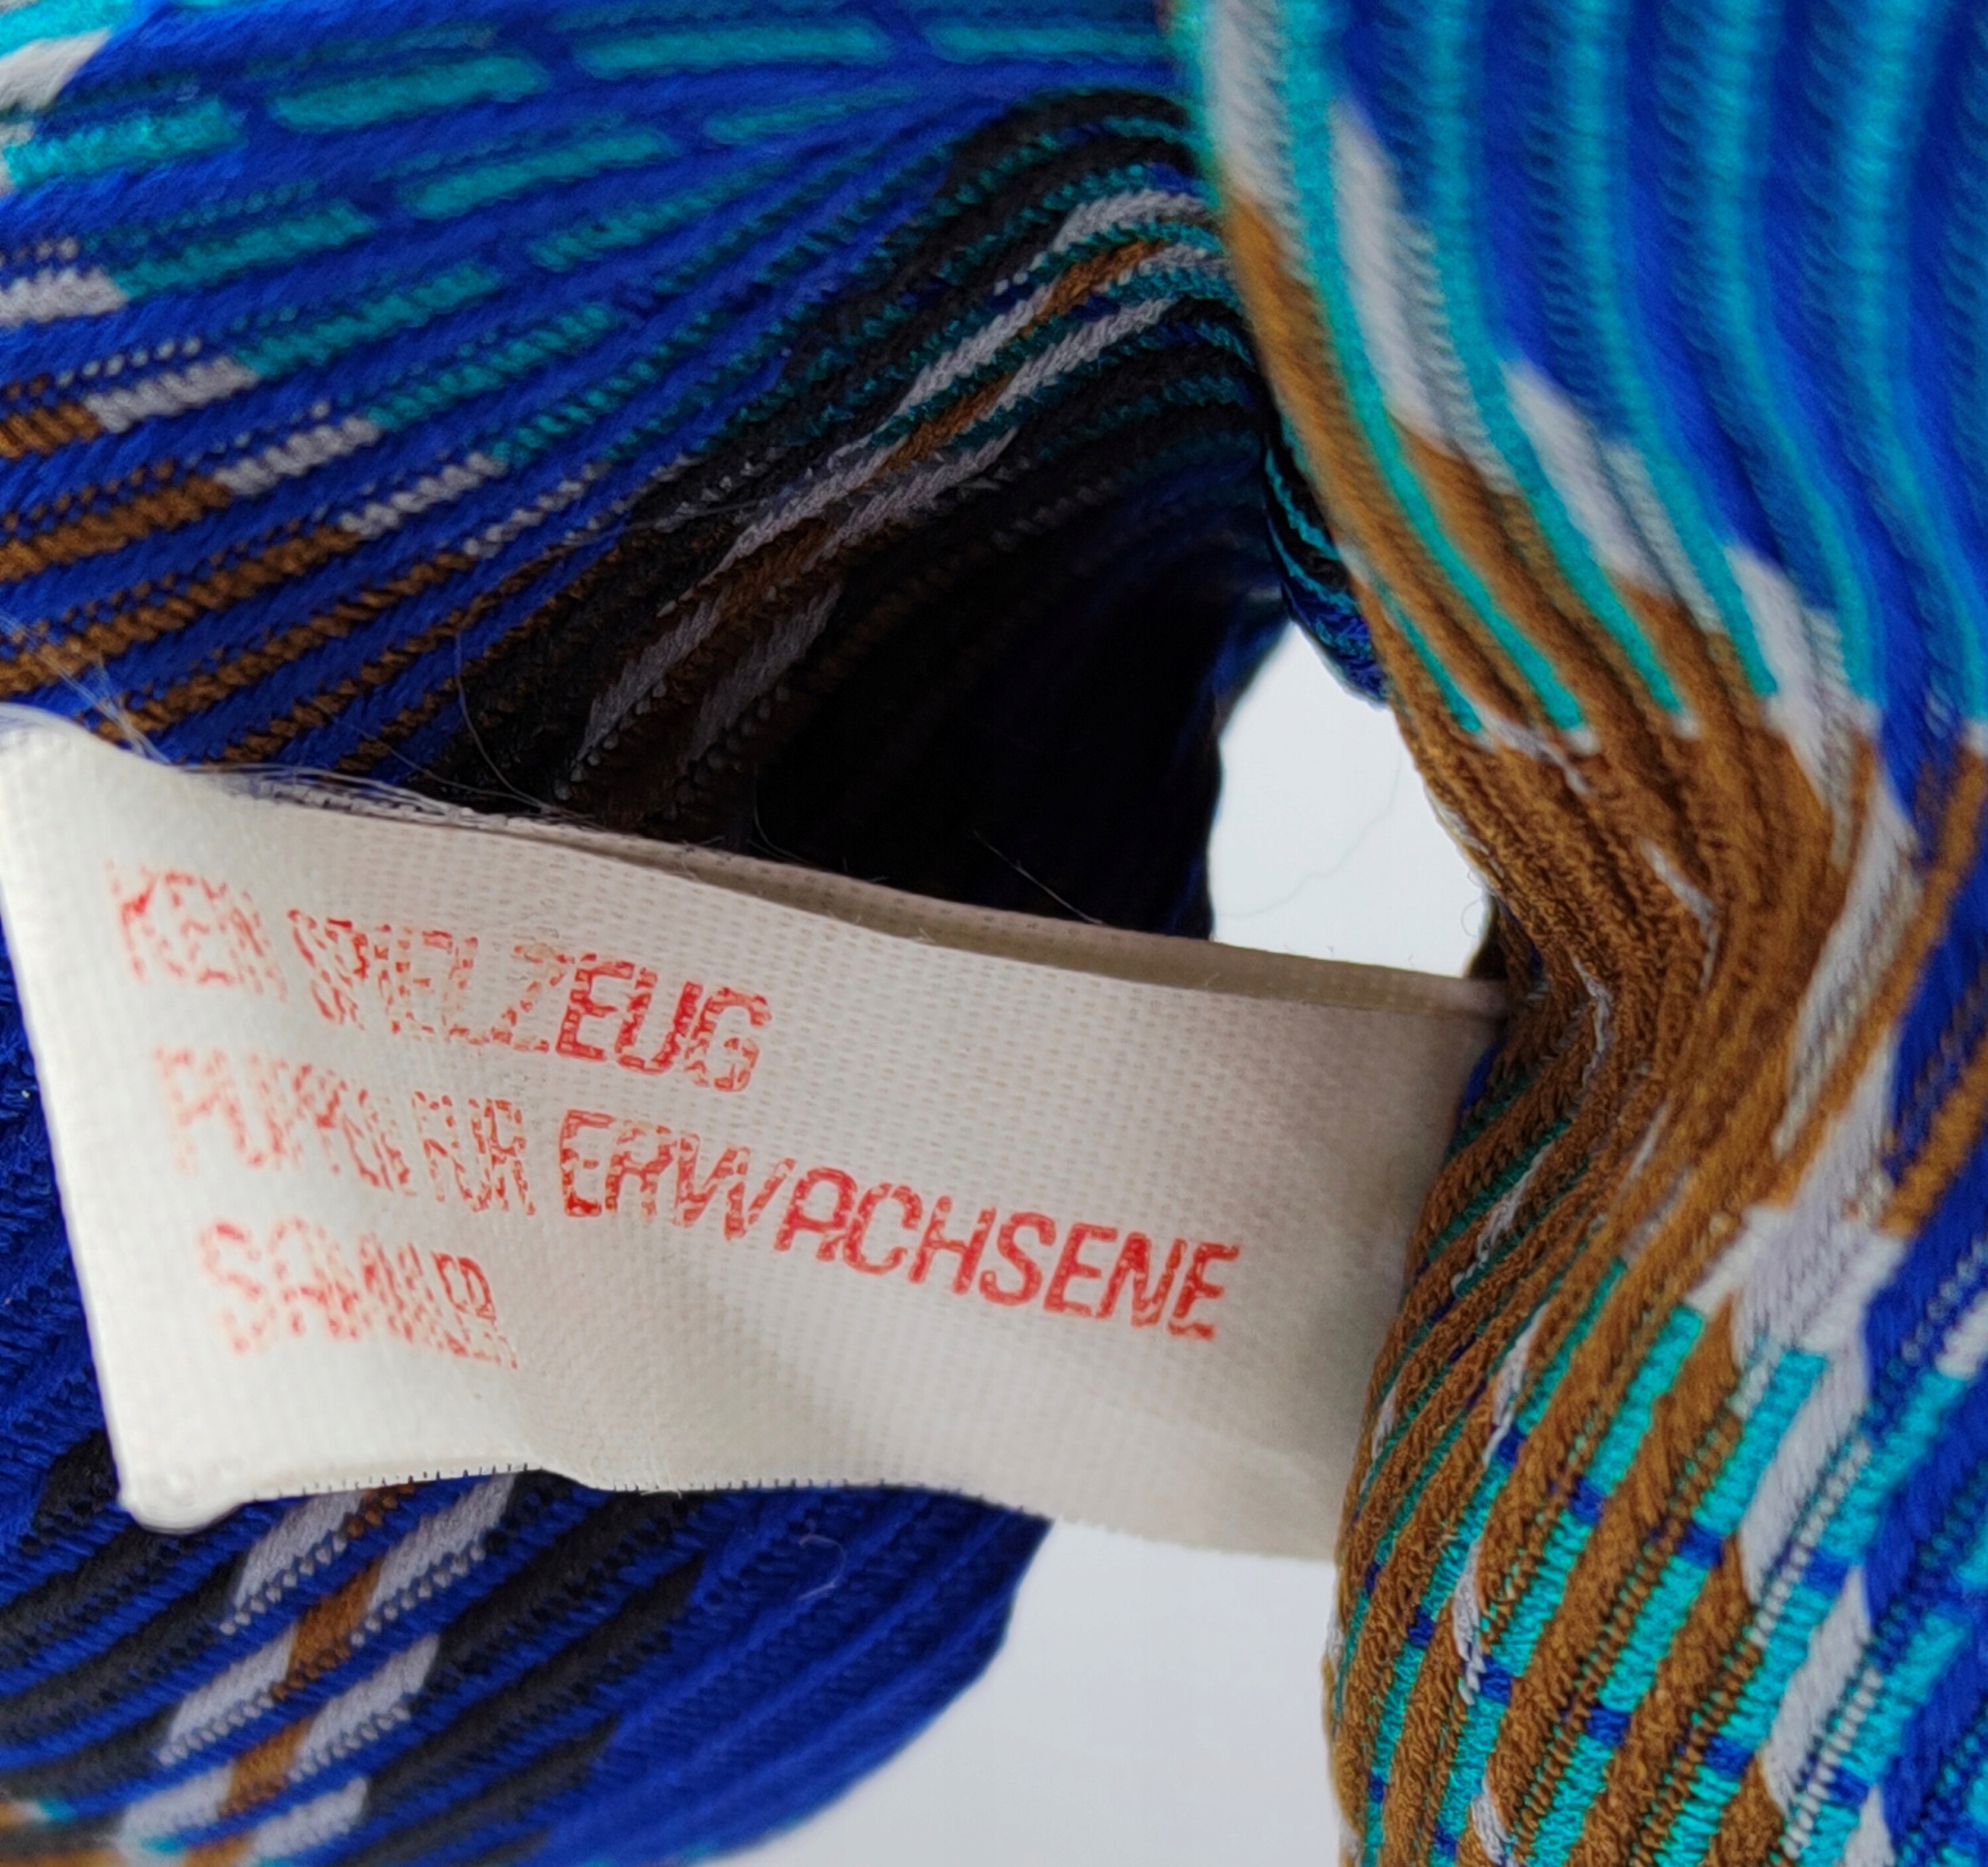 KEIN SPIELZEUG
PUPPE FÜR ERWACHSENE
SAMMLER